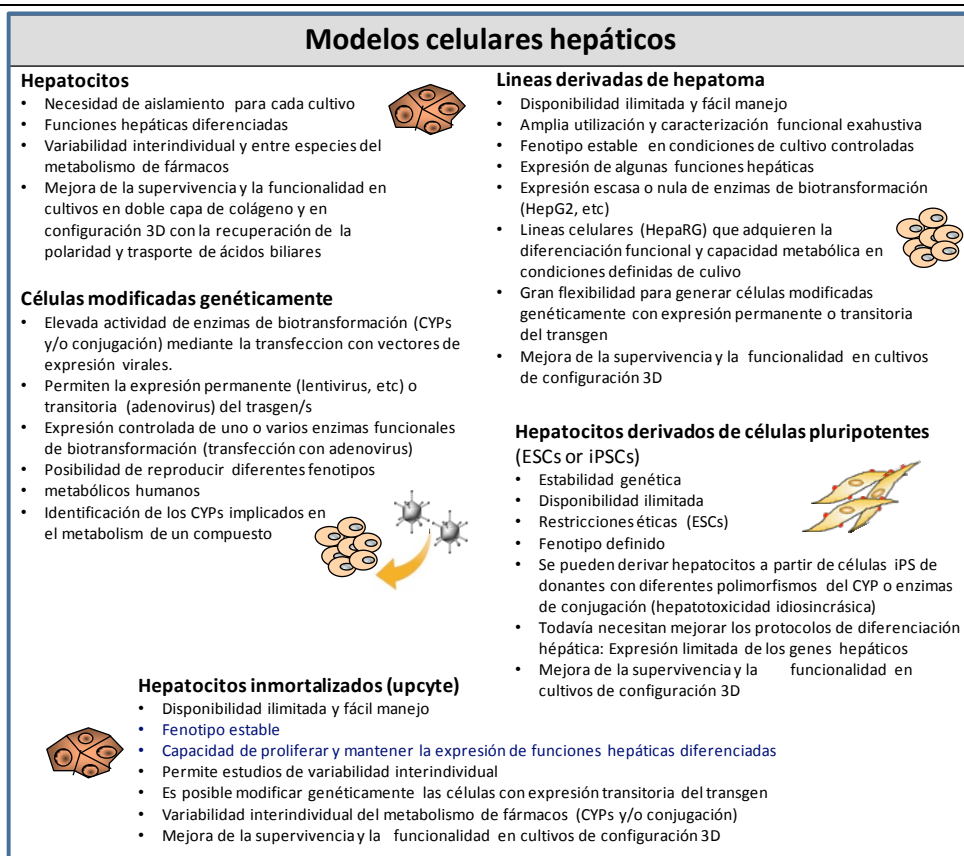 Modelos celulares hepáticos
Hepatocitos
• Necesidad de aislamiento para cada cultivo
• Funciones hepáticas diferenciadas
• Variabilidad interindividual y entre especies del
metabolismo de fármacos
• Mejora de la supervivencia y la funcionalidad en
cultivos en doble capa de colágeno y en
configuración 3D con la recuperación de la
polaridad y trasporte de ácidos biliares
Células modificadas genéticamente
• Elevada actividad de enzimas de biotransformación (CYPs
y/o conjugación) mediante la transfeccion con vectores de
expresión virales.
• Permiten la expresión permanente (lentivirus, etc) o
transitoria (adenovirus) del trasgen/s
• Expresión controlada de uno o varios enzimas funcionales
de biotransformación (transfección con adenovirus)
• Posibilidad de reproducir diferentes fenotipos
• metabólicos humanos
• Identificación de los CYPs implicados en
el metabolism de un compuesto
Lineas derivadas de hepatoma
• Disponibilidad ilimitada y fácil manejo
• Amplia utilización y caracterización funcional exahustiva
• Fenotipo estable en condiciones de cultivo controladas
• Expresión de algunas funciones hepáticas
• Expresión escasa o nula de enzimas de biotransformación
(HepG2, etc)
• Lineas celulares (HepaRG) que adquieren la
diferenciación funcional y capacidad metabólica en
condiciones definidas de culivo
• Gran flexibilidad para generar células modificadas
genéticamente con expresión permanente o transitoria
del transgen
• Mejora de la supervivencia y la funcionalidad en cultivos
de configuración 3D
Hepatocitos derivados de células pluripotentes
(ESCs or iPSCs)
• Estabilidad genética
• Disponibilidad ilimitada
• Restricciones éticas (ESCs)
• Fenotipo definido
• Se pueden derivar hepatocitos a partir de células iPS de
donantes con diferentes polimorfismos del CYP o enzimas
de conjugación (hepatotoxicidad idiosincrásica)
• Todavía necesitan mejorar los protocolos de diferenciación
hépática: Expresión limitada de los genes hepáticos
• Mejora de la supervivencia y la funcionalidad en
cultivos de configuración 3D
Hepatocitos inmortalizados (upcyte)
• Disponibilidad ilimitada y fácil manejo
• Fenotipo estable
• Capacidad de proliferar y mantener la expresión de funciones hepáticas diferenciadas
• Permite estudios de variabilidad interindividual
• Es posible modificar genéticamente las células con expresión transitoria del transgen
• Variabilidad interindividual del metabolismo de fármacos (CYPs y/o conjugación)
• Mejora de la supervivencia y la funcionalidad en cultivos de configuración 3D